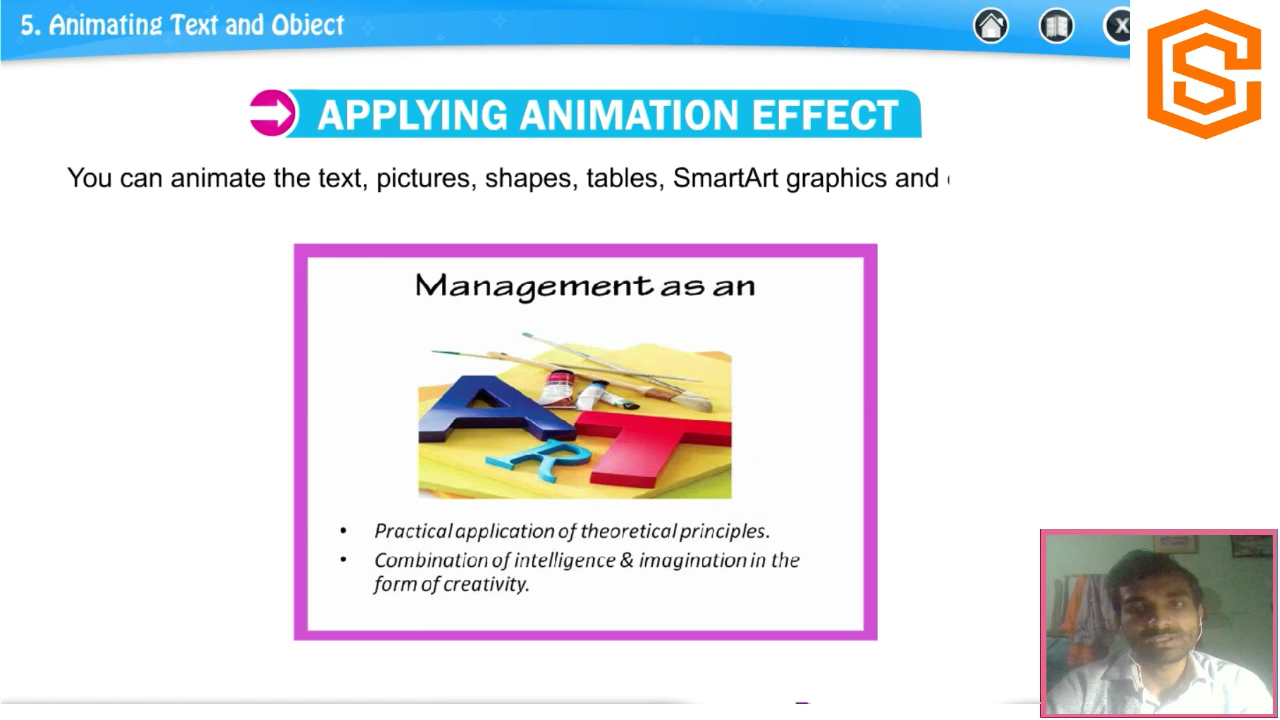 5. Animating Text and Object
X
APPLYING ANIMATION EFFECT
You can animate the text, pictures, shapes, tables, SmartArt graphics and
Management as an
ART
• Practical application of theoretical principles.
• Combination of intelligence & imagination in the
form of creativity.